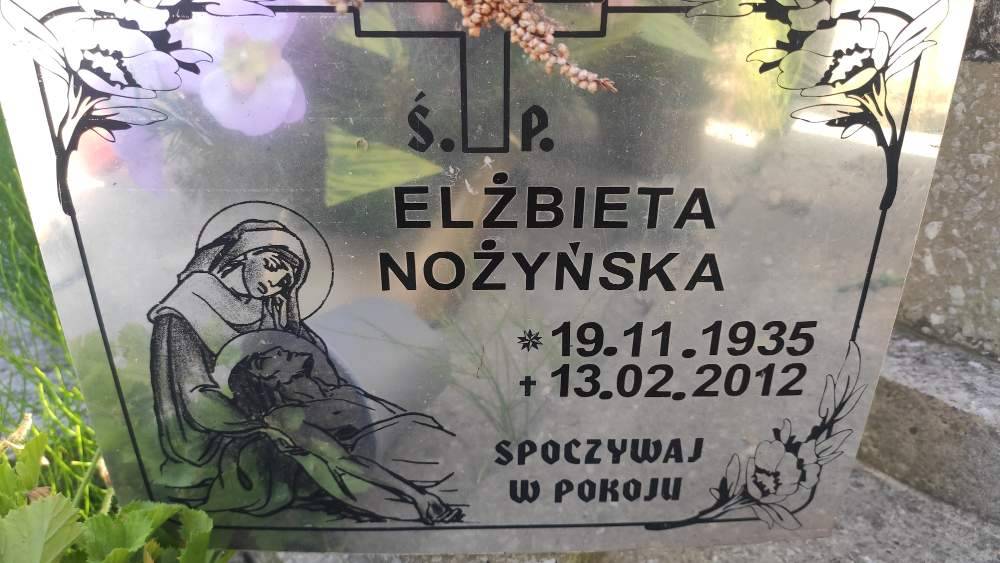 Ś. P.
ELŻBIETA
NOŻYŃSKA
* 19.11.1935
+ 13.02.2012
SPOCZYWAJ
W POKOJU